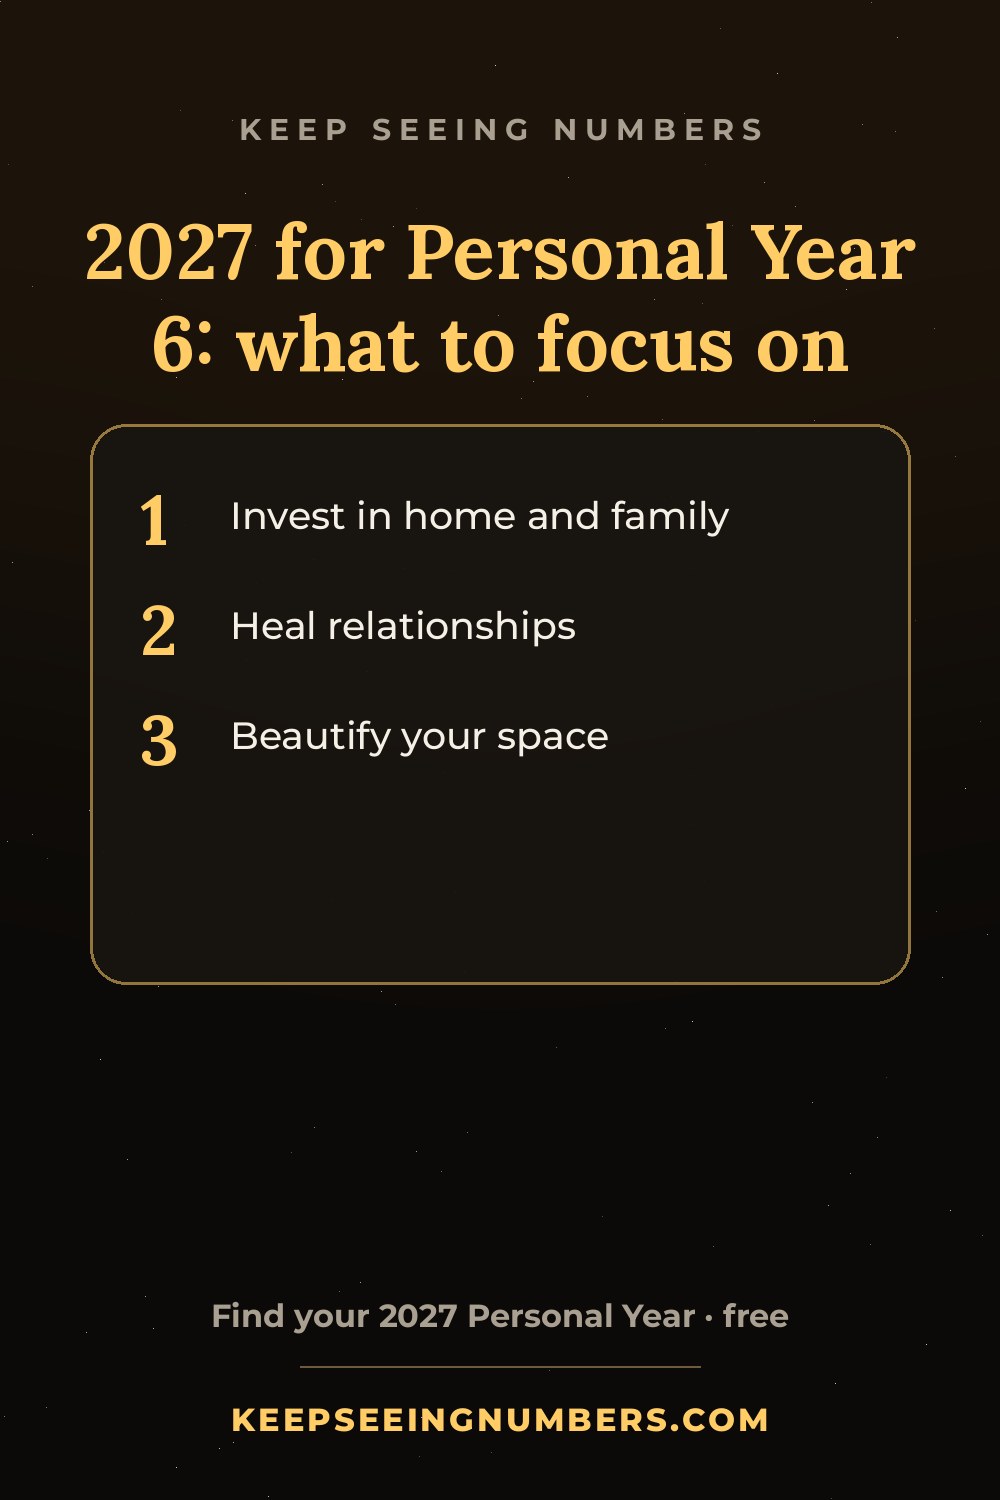 KEEP SEEING NUMBERS
2027 for Personal Year
6: what to focus on
1 Invest in home and family
2 Heal relationships
3 Beautify your space
Find your 2027 Personal Year · free
KEEPSEEINGNUMBERS.COM